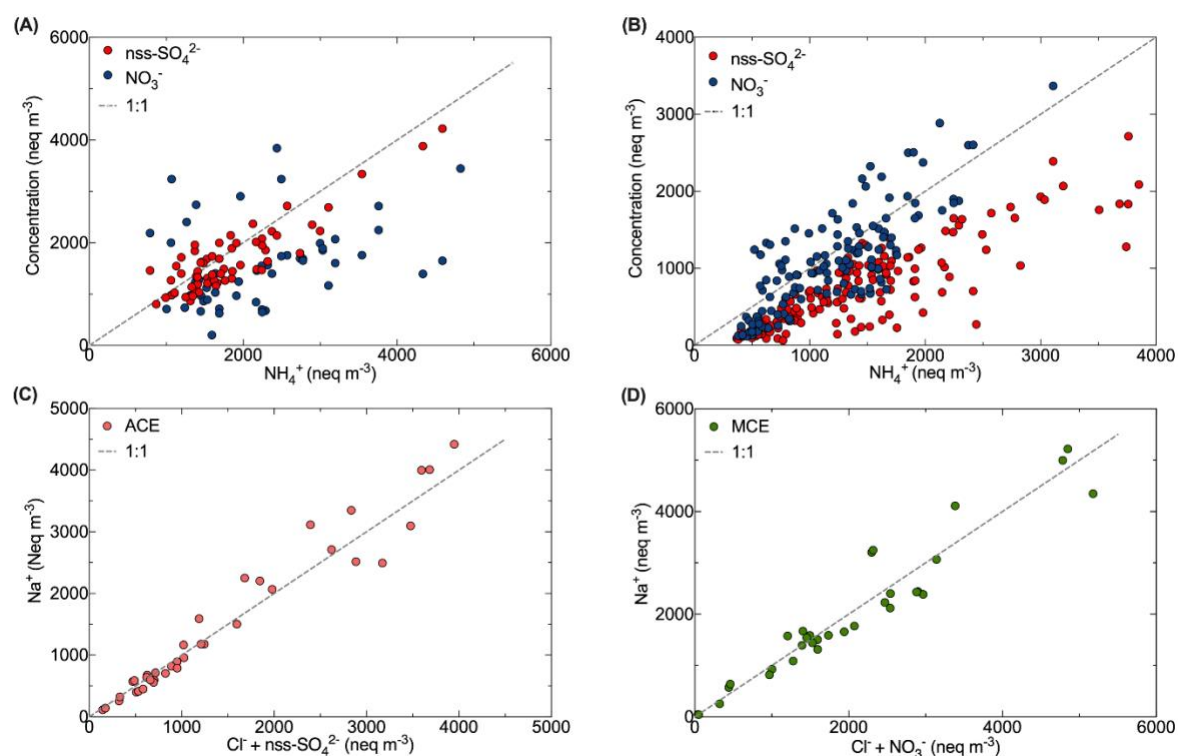 (A)
6000
4000
2000
0
Concentration (neq m⁻³)
nss-SO₄²⁻
NO₃⁻
1:1
0 2000 4000 6000
NH₄⁺ (neq m⁻³)
(B)
4000
3000
2000
1000
0
Concentration (neq m⁻³)
nss-SO₄²⁻
NO₃⁻
1:1
0 1000 2000 3000 4000
NH₄⁺ (neq m⁻³)
(C)
5000
4000
3000
2000
1000
0
Na⁺ (Neq m⁻³)
ACE
1:1
0 1000 2000 3000 4000 5000
Cl⁻ + nss-SO₄²⁻ (neq m⁻³)
(D)
6000
4000
2000
0
Na⁺ (neq m⁻³)
MCE
1:1
0 2000 4000 6000
Cl⁻ + NO₃⁻ (neq m⁻³)